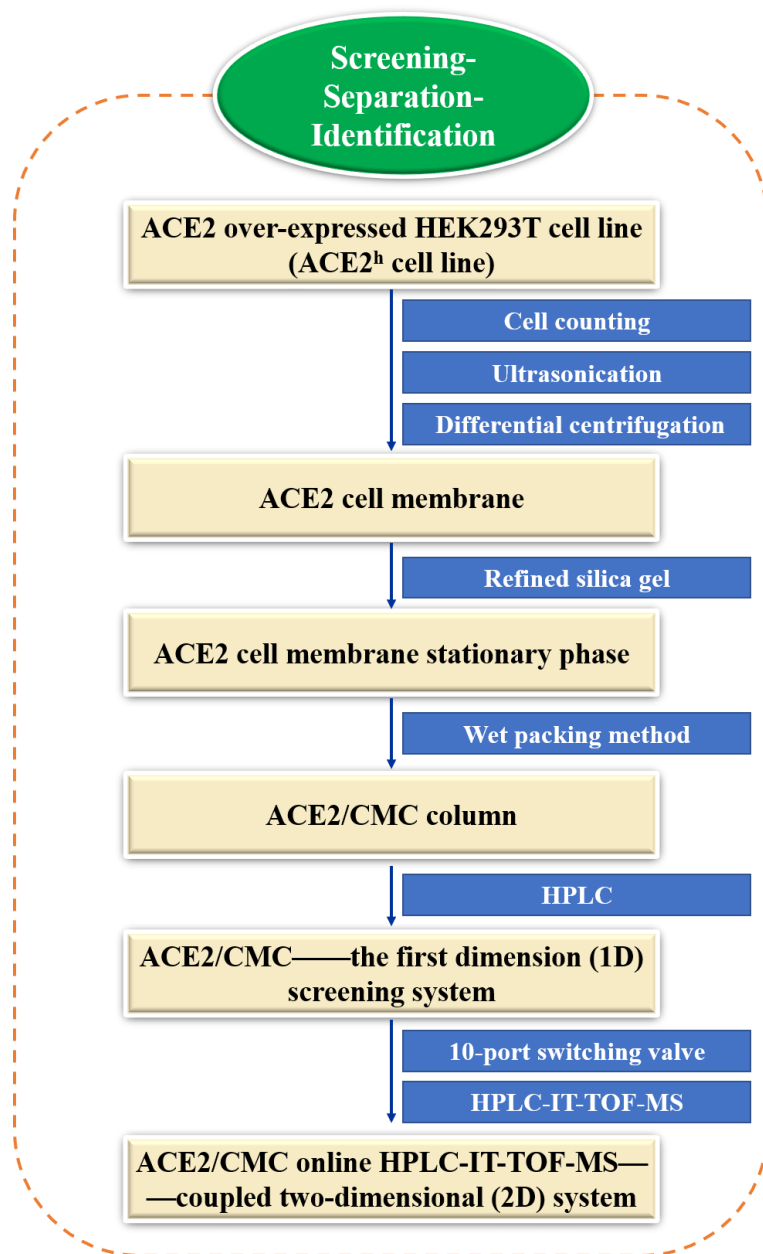 Screening-
Separation-
Identification
ACE2 over-expressed HEK293T cell line
(ACE2ʰ cell line)
Cell counting
Ultrasonication
Differential centrifugation
ACE2 cell membrane
Refined silica gel
ACE2 cell membrane stationary phase
Wet packing method
ACE2/CMC column
HPLC
ACE2/CMC——the first dimension (1D)
screening system
10-port switching valve
HPLC-IT-TOF-MS
ACE2/CMC online HPLC-IT-TOF-MS—
—coupled two-dimensional (2D) system